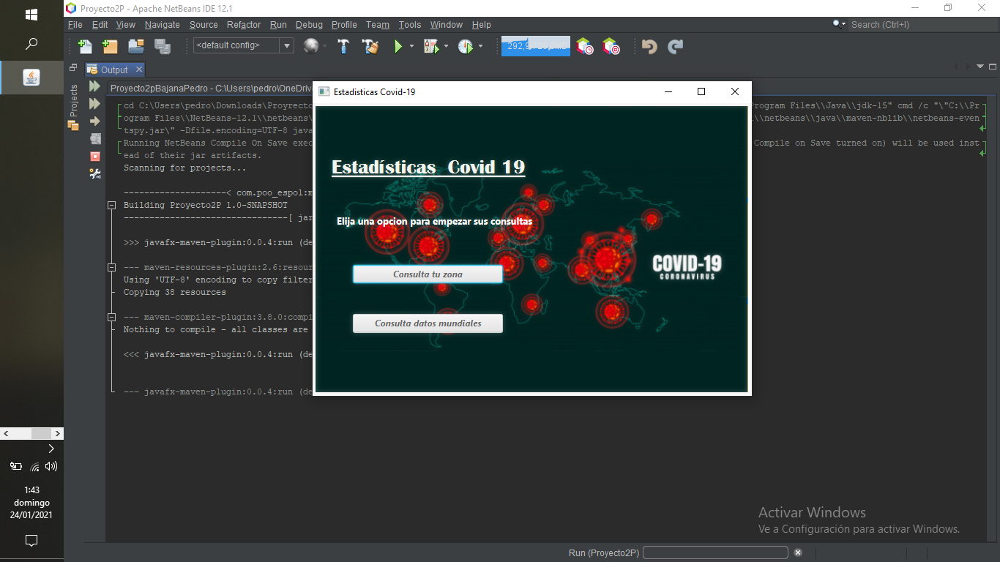 Proyecto2P - Apache NetBeans IDE 12.1
File Edit View Navigate Source Refactor Run Debug Profile Team Tools Window Help
Search (Ctrl+I)
<default config>
Output
Projects
Proyecto2pBajanaPedro - C:\Users\pedro\OneDriv
cd C:\Users\pedro\Downloads\Proyrecto
rogram Files\\Java\\jdk-15" cmd /c "\"C:\\Pr
ogram Files\\NetBeans-12.1\\netbeans\
\\netbeans\\java\\maven-nblib\\netbeans-even
tspy.jar\" -Dfile.encoding=UTF-8 java
Running NetBeans Compile On Save exec
Compile on Save turned on) will be used inst
ead of their jar artifacts.
Scanning for projects...
--------------------< com.poo_espol:m
Building Proyecto2P 1.0-SNAPSHOT
--------------------------------[ jar
>>> javafx-maven-plugin:0.0.4:run (de
--- maven-resources-plugin:2.6:resour
Using 'UTF-8' encoding to copy filter
Copying 38 resources
--- maven-compiler-plugin:3.8.0:compi
Nothing to compile - all classes are
<<< javafx-maven-plugin:0.0.4:run (de
--- javafx-maven-plugin:0.0.4:run (de
Estadisticas Covid-19
Estadísticas Covid 19
Elija una opcion para empezar sus consultas
Consulta tu zona
Consulta datos mundiales
COVID-19
CORONAVIRUS
1:43
domingo
24/01/2021
Activar Windows
Ve a Configuración para activar Windows.
Run (Proyecto2P)